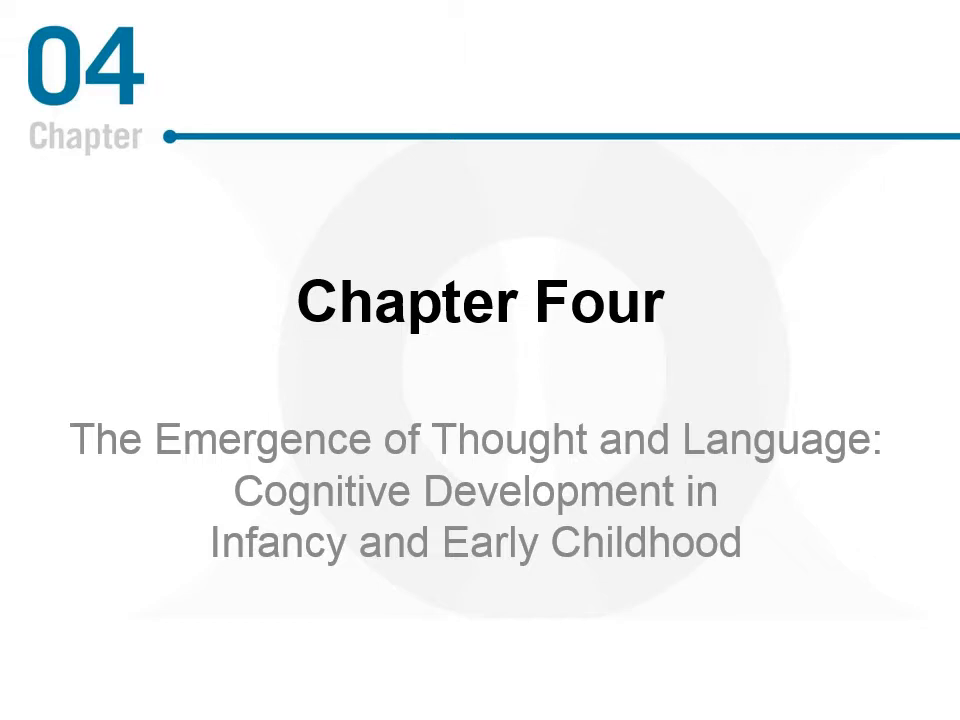 04
Chapter
Chapter Four
The Emergence of Thought and Language:
Cognitive Development in
Infancy and Early Childhood